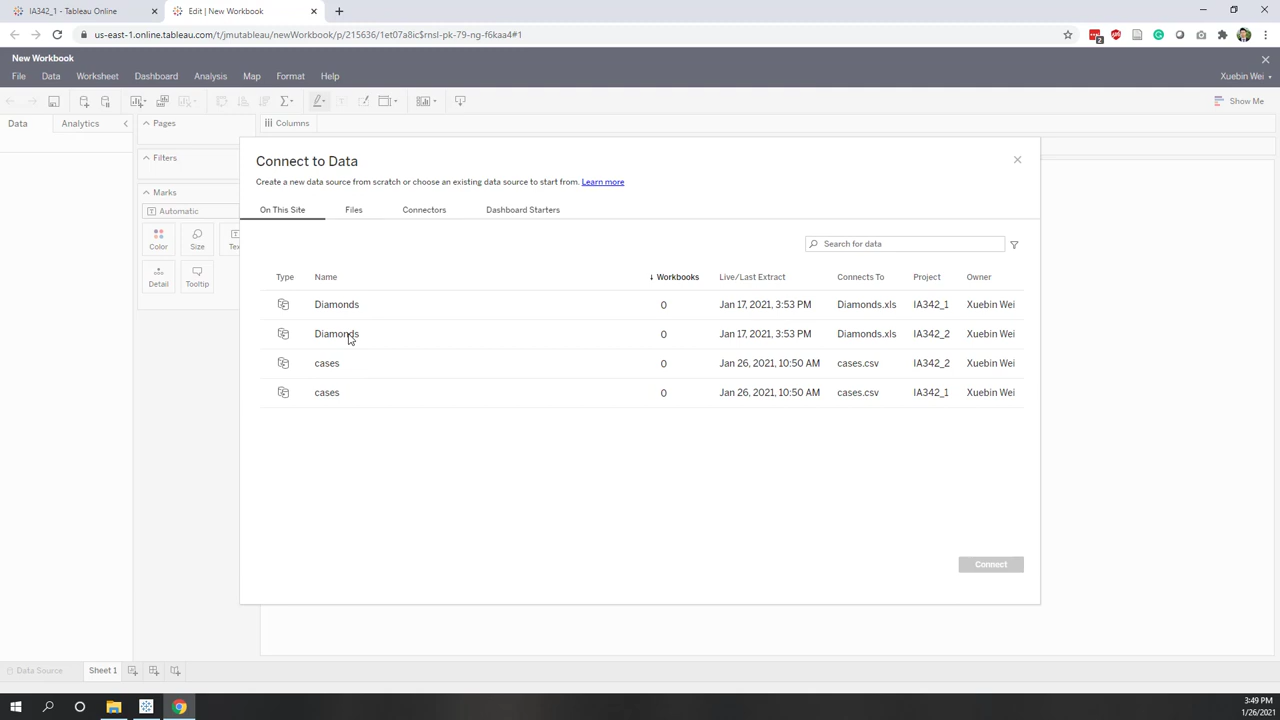 IA342_1 - Tableau Online
Edit | New Workbook
us-east-1.online.tableau.com/t/jmutableau/newWorkbook/p/215636/1et07a8ic$rnsl-pk-79-ng-f6kaa4#1
2
New Workbook
File Data Worksheet Dashboard Analysis Map Format Help
Xuebin Wei
Show Me
Data Analytics
Pages
Columns
Filters
Marks
Automatic
Color Size Tex
Detail Tooltip
Connect to Data
Create a new data source from scratch or choose an existing data source to start from. Learn more
On This Site Files Connectors Dashboard Starters
Search for data
Type Name ↓ Workbooks Live/Last Extract Connects To Project Owner
Diamonds 0 Jan 17, 2021, 3:53 PM Diamonds.xls IA342_1 Xuebin Wei
Diamonds 0 Jan 17, 2021, 3:53 PM Diamonds.xls IA342_2 Xuebin Wei
cases 0 Jan 26, 2021, 10:50 AM cases.csv IA342_2 Xuebin Wei
cases 0 Jan 26, 2021, 10:50 AM cases.csv IA342_1 Xuebin Wei
Connect
Data Source Sheet 1
3:49 PM
1/26/2021